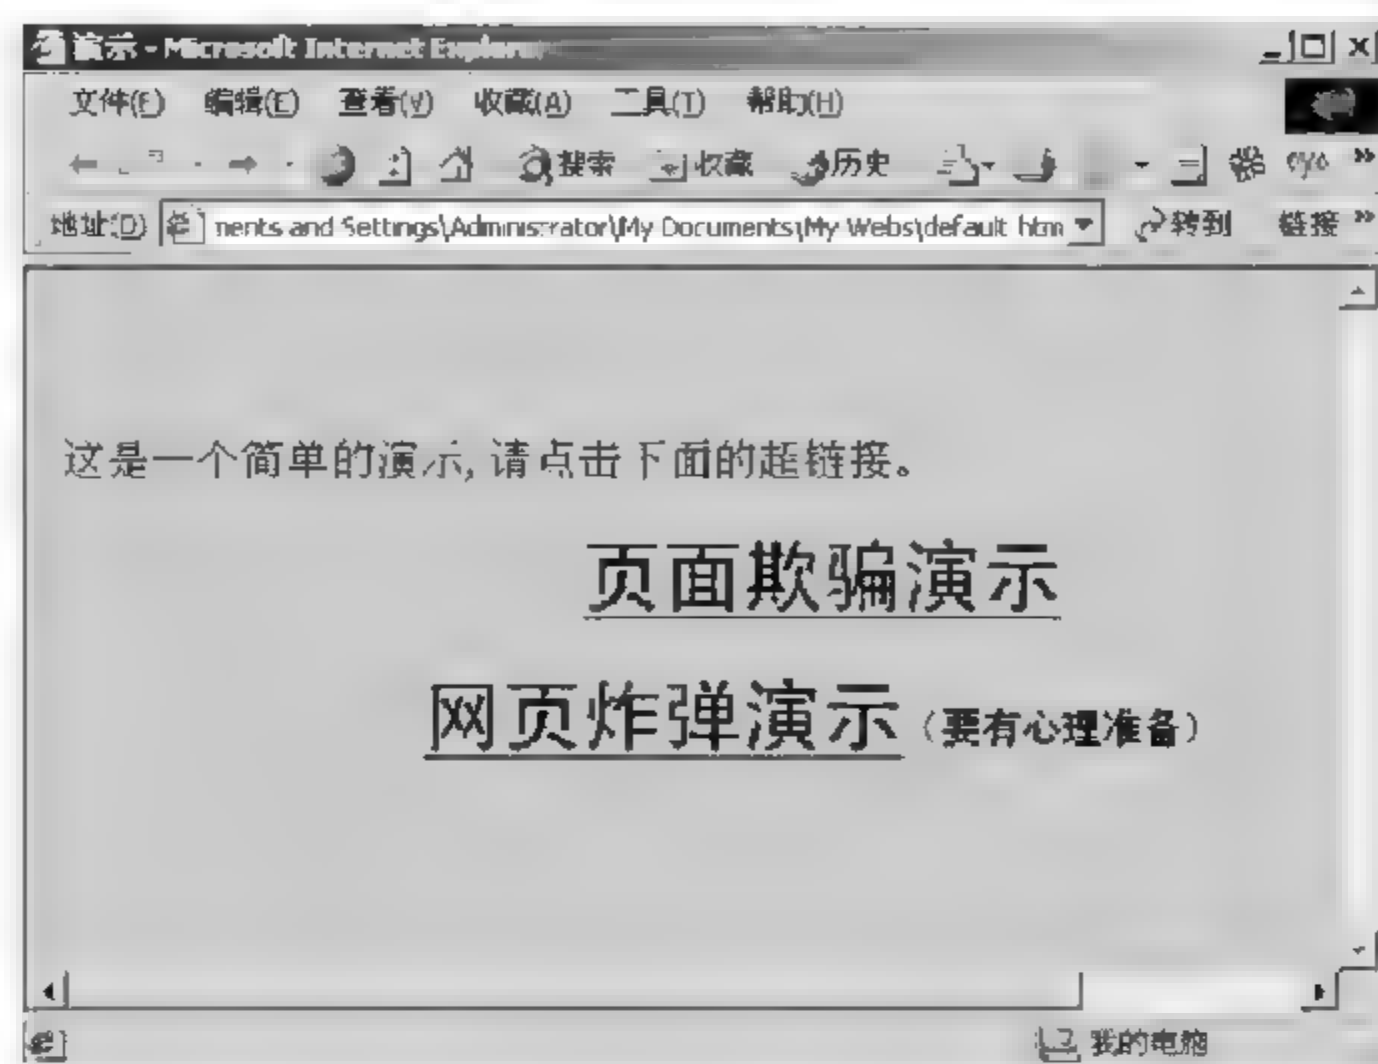 演示 - Microsoft Internet Explorer
文件(F) 编辑(E) 查看(V) 收藏(A) 工具(T) 帮助(H)
搜索 收藏 历史
地址(D) ments and Settings\Administrator\My Documents\My Webs\default.htm 转到 链接 »
这是一个简单的演示,请点击下面的超链接。
页面欺骗演示
网页炸弹演示(要有心理准备)
我的电脑